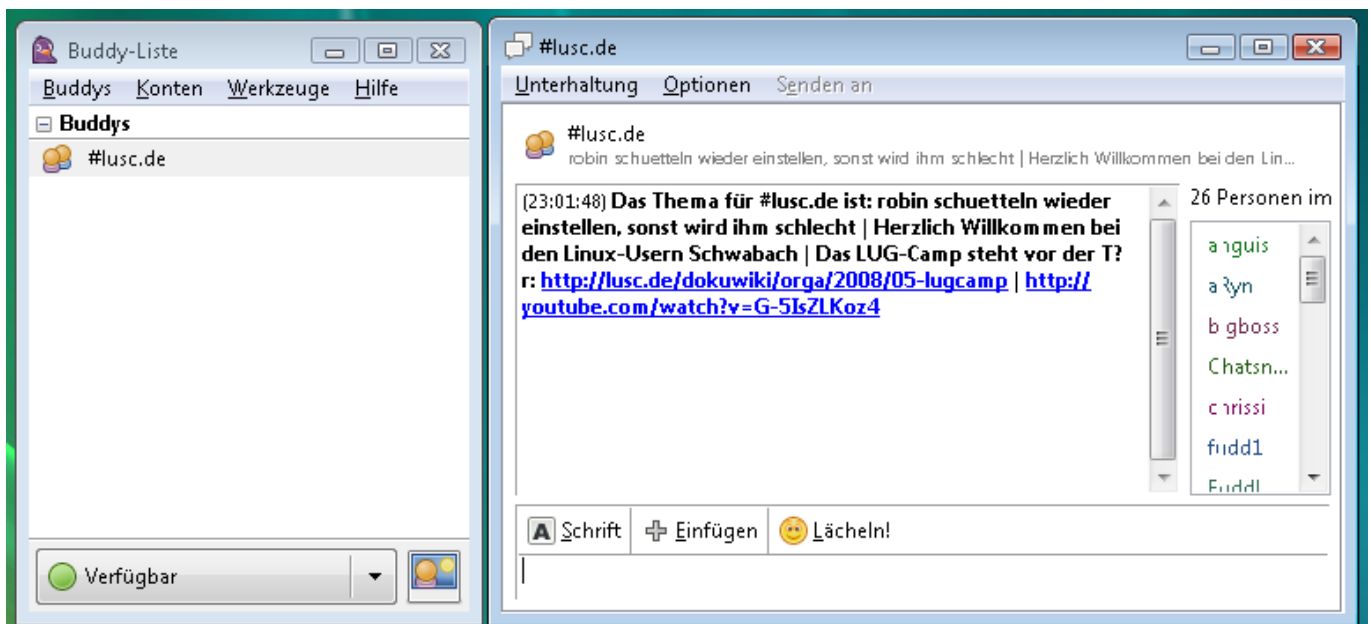 Buddy-Liste
Buddys Konten Werkzeuge Hilfe
Buddys
#lusc.de
Verfügbar
#lusc.de
Unterhaltung Optionen Senden an
#lusc.de
robin schuetteln wieder einstellen, sonst wird ihm schlecht | Herzlich Willkommen bei den Lin...
(23:01:48) Das Thema für #lusc.de ist: robin schuetteln wieder
einstellen, sonst wird ihm schlecht | Herzlich Willkommen bei
den Linux-Usern Schwabach | Das LUG-Camp steht vor der T?
r: http://lusc.de/dokuwiki/orga/2008/05-lugcamp | http://
youtube.com/watch?v=G-5IsZLKoz4
26 Personen im
anguis
aRyn
bigboss
Chatsn...
chrissi
fudd1
Schrift Einfügen Lächeln!